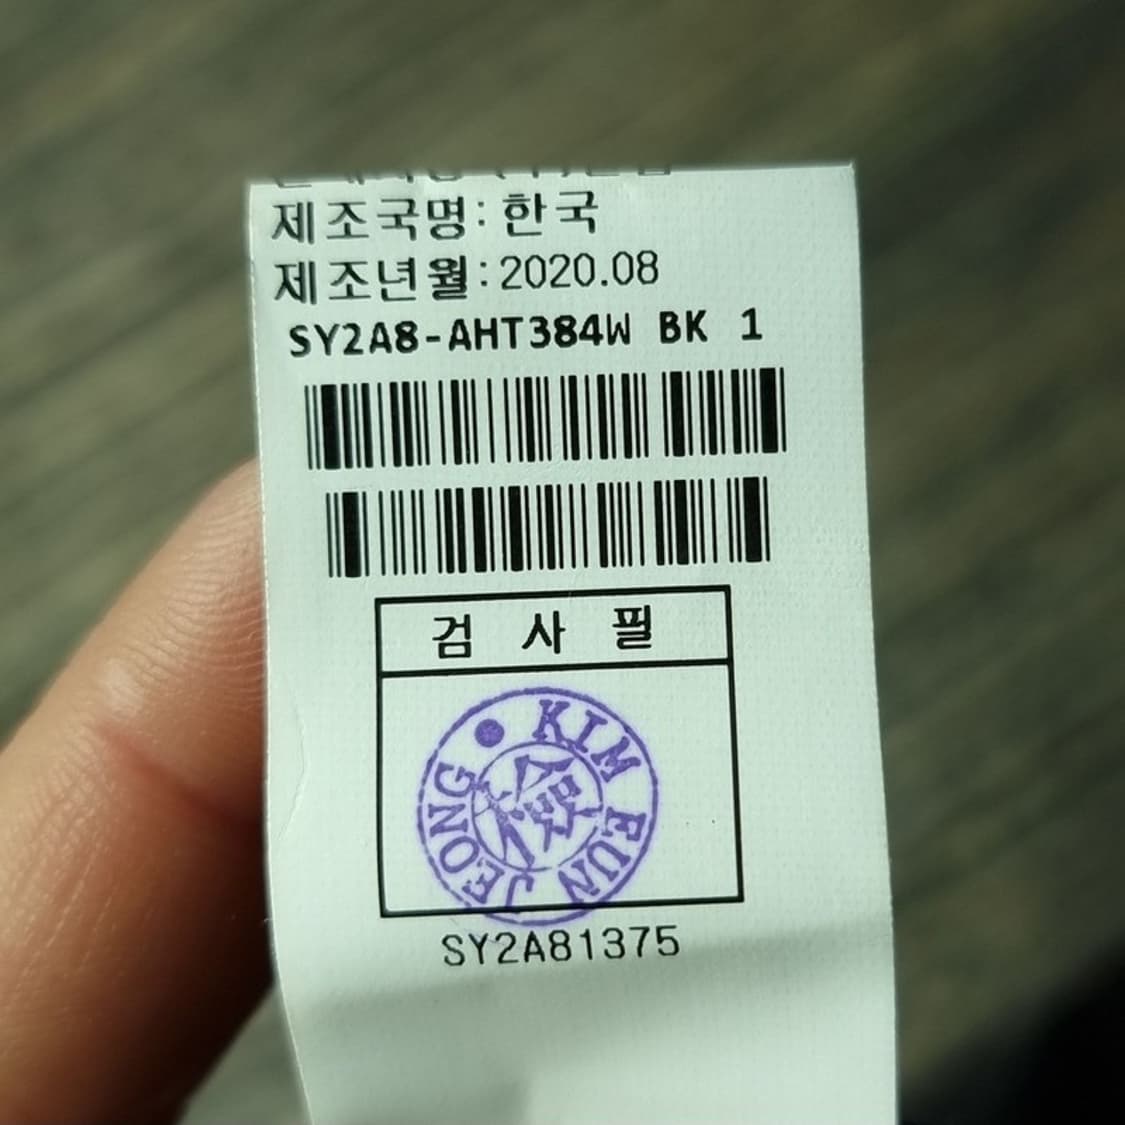 제조국명: 한국
제조년월:2020.08
SY2A8-AHT384W BK 1
검 사 필
KIM EUN JEONG
檢
SY2A81375